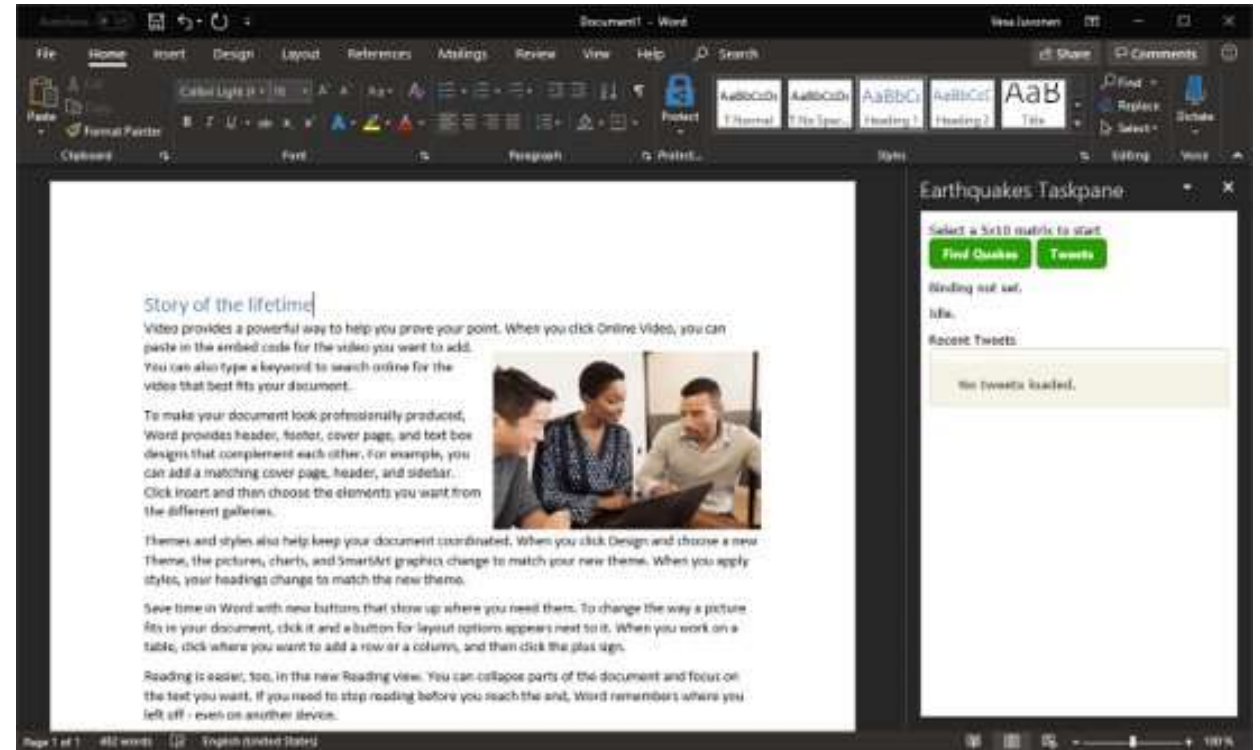 Document1 - Word
File Home Insert Design Layout References Mailings Review View Help Search
Share Comments
Paste
Format Painter
Calibri Light
Protect
AaBbCcDc AaBbCcDc AaBbC AaBbCcC AaB
1 Normal 1 No Spac... Heading 1 Heading 2 Title
Find
Replace
Select
Dictate
Clipboard Font Paragraph Protect... Styles Editing Voice
Earthquakes Taskpane
Select a 5x10 matrix to start
Find Quakes Tweets
Binding not set.
Idle.
Recent Tweets
No tweets loaded.
Story of the lifetime
Video provides a powerful way to help you prove your point. When you click Online Video, you can
paste in the embed code for the video you want to add.
You can also type a keyword to search online for the
video that best fits your document.
To make your document look professionally produced,
Word provides header, footer, cover page, and text box
designs that complement each other. For example, you
can add a matching cover page, header, and sidebar.
Click Insert and then choose the elements you want from
the different galleries.
Themes and styles also help keep your document coordinated. When you click Design and choose a new
Theme, the pictures, charts, and SmartArt graphics change to match your new theme. When you apply
styles, your headings change to match the new theme.
Save time in Word with new buttons that show up where you need them. To change the way a picture
fits in your document, click it and a button for layout options appears next to it. When you work on a
table, click where you want to add a row or a column, and then click the plus sign.
Reading is easier, too, in the new Reading view. You can collapse parts of the document and focus on
the text you want. If you need to stop reading before you reach the end, Word remembers where you
left off - even on another device.
Page 1 of 1 English (United States) 100%